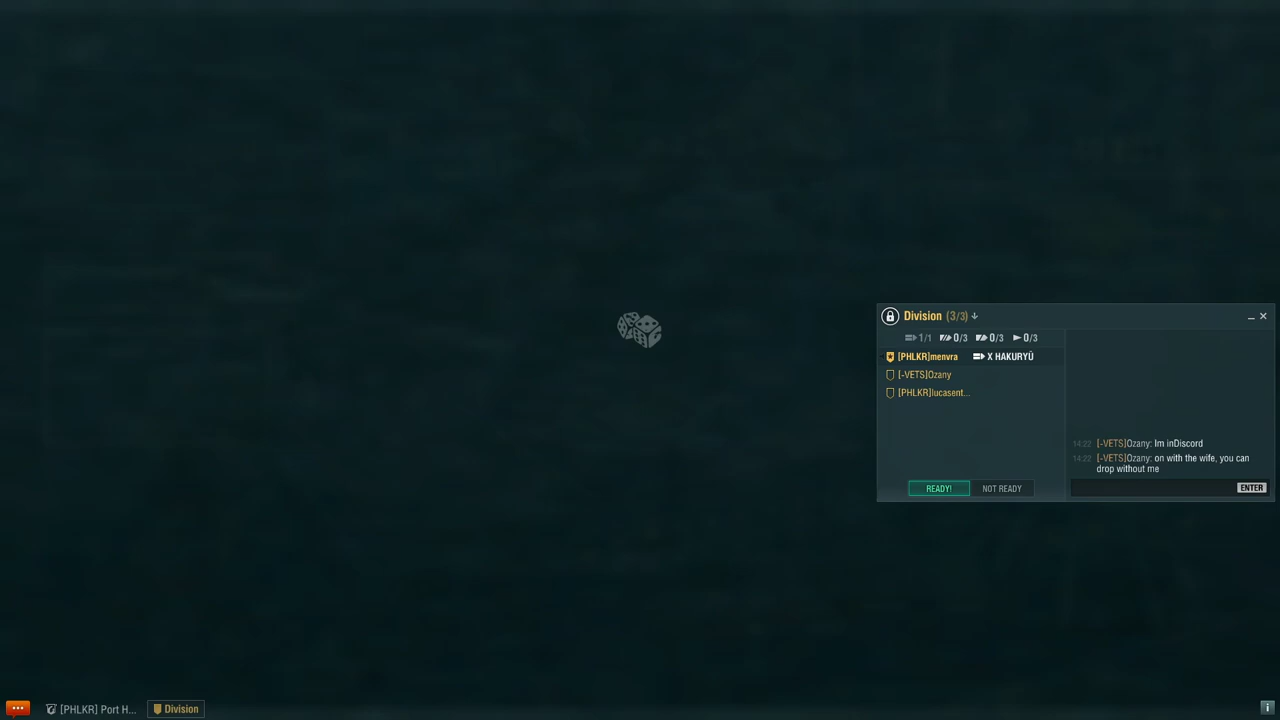 Division (3/3)
1/1 0/3 0/3 0/3
[PHLKR]menvra X HAKURYŪ
[-VETS]Ozany
[PHLKR]lucasent...
14:22 [-VETS]Ozany: Im inDiscord
14:22 [-VETS]Ozany: on with the wife, you can
drop without me
READY! NOT READY
ENTER
[PHLKR] Port H...
Division